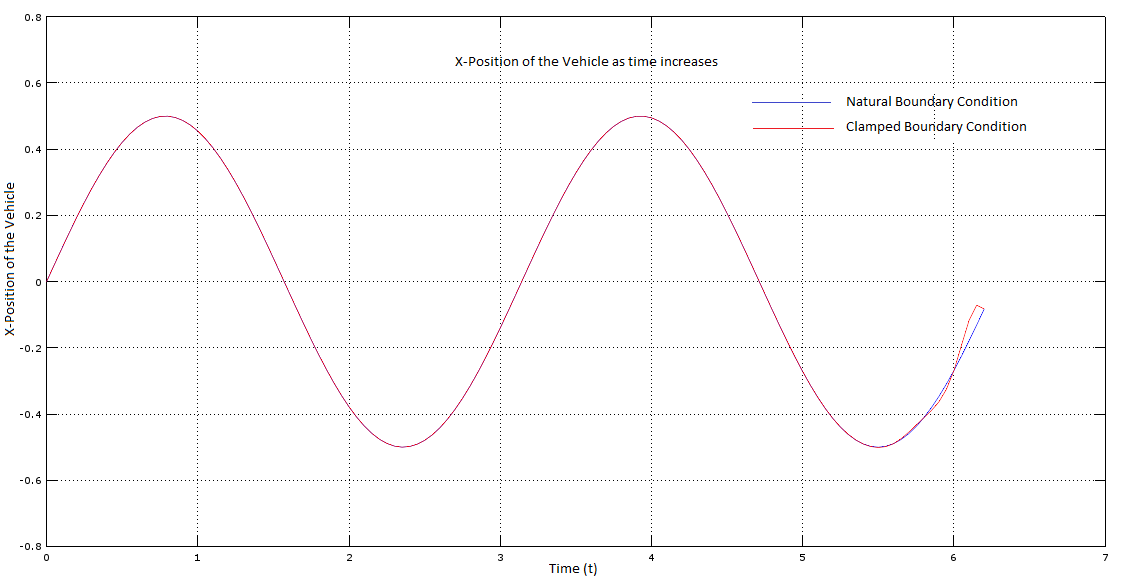 X-Position of the Vehicle as time increases
Natural Boundary Condition
Clamped Boundary Condition
X-Position of the Vehicle
0.8
0.6
0.4
0.2
0
-0.2
-0.4
-0.6
-0.8
0 1 2 3 4 5 6 7
Time (t)